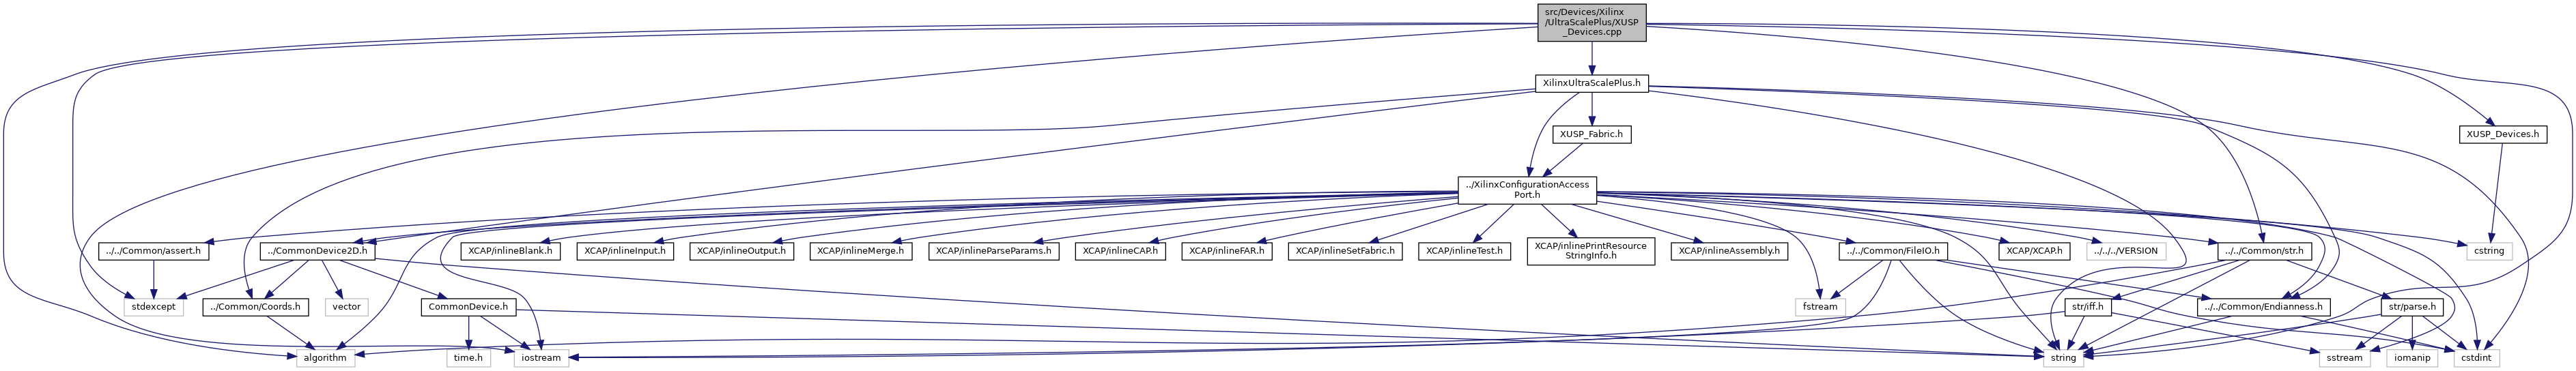 src/Devices/Xilinx
/UltraScalePlus/XUSP
_Devices.cpp
XilinxUltraScalePlus.h
XUSP_Fabric.h
XUSP_Devices.h
../XilinxConfigurationAccess
Port.h
../../Common/assert.h
../CommonDevice2D.h
XCAP/inlineBlank.h
XCAP/inlineInput.h
XCAP/inlineOutput.h
XCAP/inlineMerge.h
XCAP/inlineParseParams.h
XCAP/inlineCAP.h
XCAP/inlineFAR.h
XCAP/inlineSetFabric.h
XCAP/inlineTest.h
XCAP/inlinePrintResource
StringInfo.h
XCAP/inlineAssembly.h
../../Common/FileIO.h
XCAP/XCAP.h
../../../VERSION
../../Common/str.h
cstring
stdexcept
../Common/Coords.h
vector
CommonDevice.h
fstream
str/iff.h
../../Common/Endianness.h
str/parse.h
algorithm
time.h
iostream
string
sstream
iomanip
cstdint